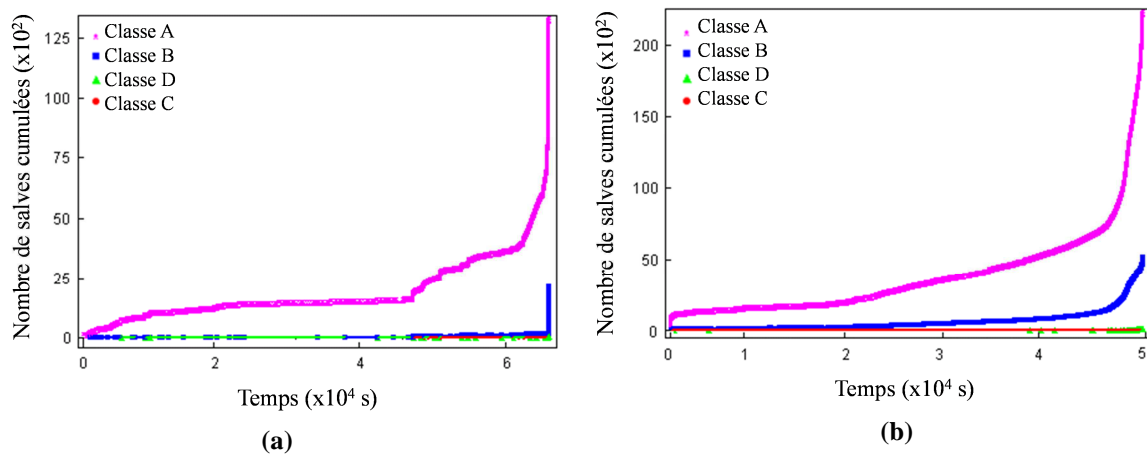 Nombre de salves cumulées (x10²)
125
100
75
50
25
0
Classe A
Classe B
Classe D
Classe C
0
2
4
6
Temps (x10⁴ s)
(a)
Nombre de salves cumulées (x10²)
200
150
100
50
0
Classe A
Classe B
Classe D
Classe C
0
1
2
3
4
5
Temps (x10⁴ s)
(b)